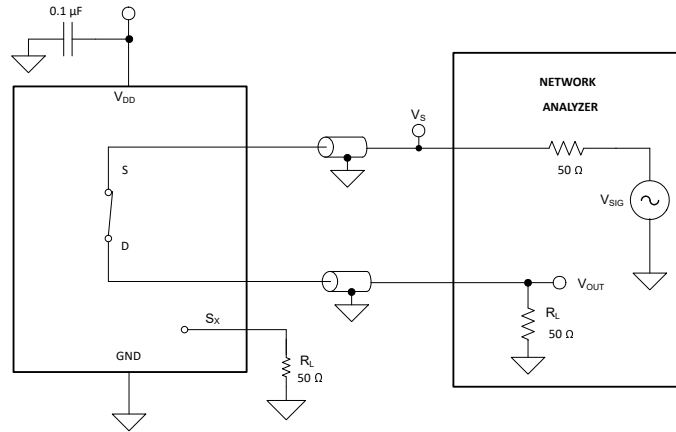 0.1 µF
VDD
S
D
SX
GND
RL
50 Ω
VS
NETWORK
ANALYZER
50 Ω
VSIG
VOUT
RL
50 Ω